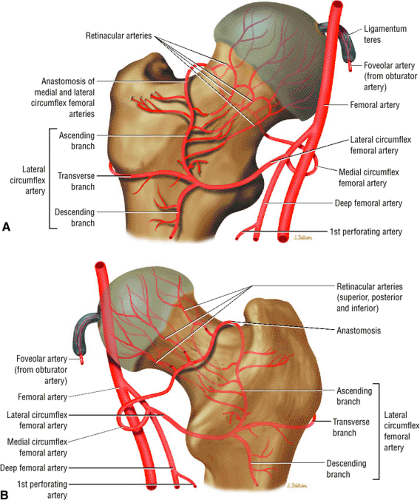 Retinacular arteries
Ligamentum
teres
Foveolar artery
(from obturator
artery)
Anastomosis of
medial and lateral
circumflex femoral
arteries
Femoral artery
Ascending
branch
Lateral circumflex
femoral artery
Lateral
circumflex
artery
Transverse
branch
Medial circumflex
femoral artery
Descending
branch
Deep femoral artery
1st perforating artery
A
B
Retinacular arteries
(superior, posterior
and inferior)
Anastomosis
Foveolar artery
(from obturator
artery)
Femoral artery
Lateral circumflex
femoral artery
Medial circumflex
femoral artery
Deep femoral artery
1st perforating
artery
Ascending
branch
Transverse
branch
Lateral
circumflex
femoral
artery
Descending
branch